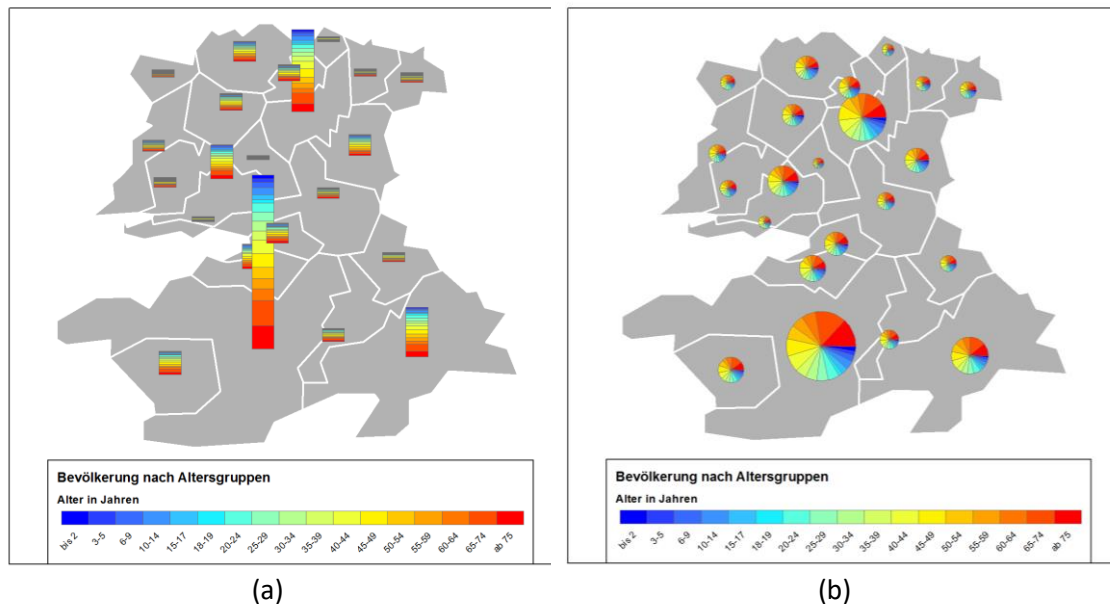 Bevölkerung nach Altersgruppen
Alter in Jahren
bis 2 3-5 6-9 10-14 15-17 18-19 20-24 25-29 30-34 35-39 40-44 45-49 50-54 55-59 60-64 65-74 ab 75
(a)
Bevölkerung nach Altersgruppen
Alter in Jahren
bis 2 3-5 6-9 10-14 15-17 18-19 20-24 25-29 30-34 35-39 40-44 45-49 50-54 55-59 60-64 65-74 ab 75
(b)